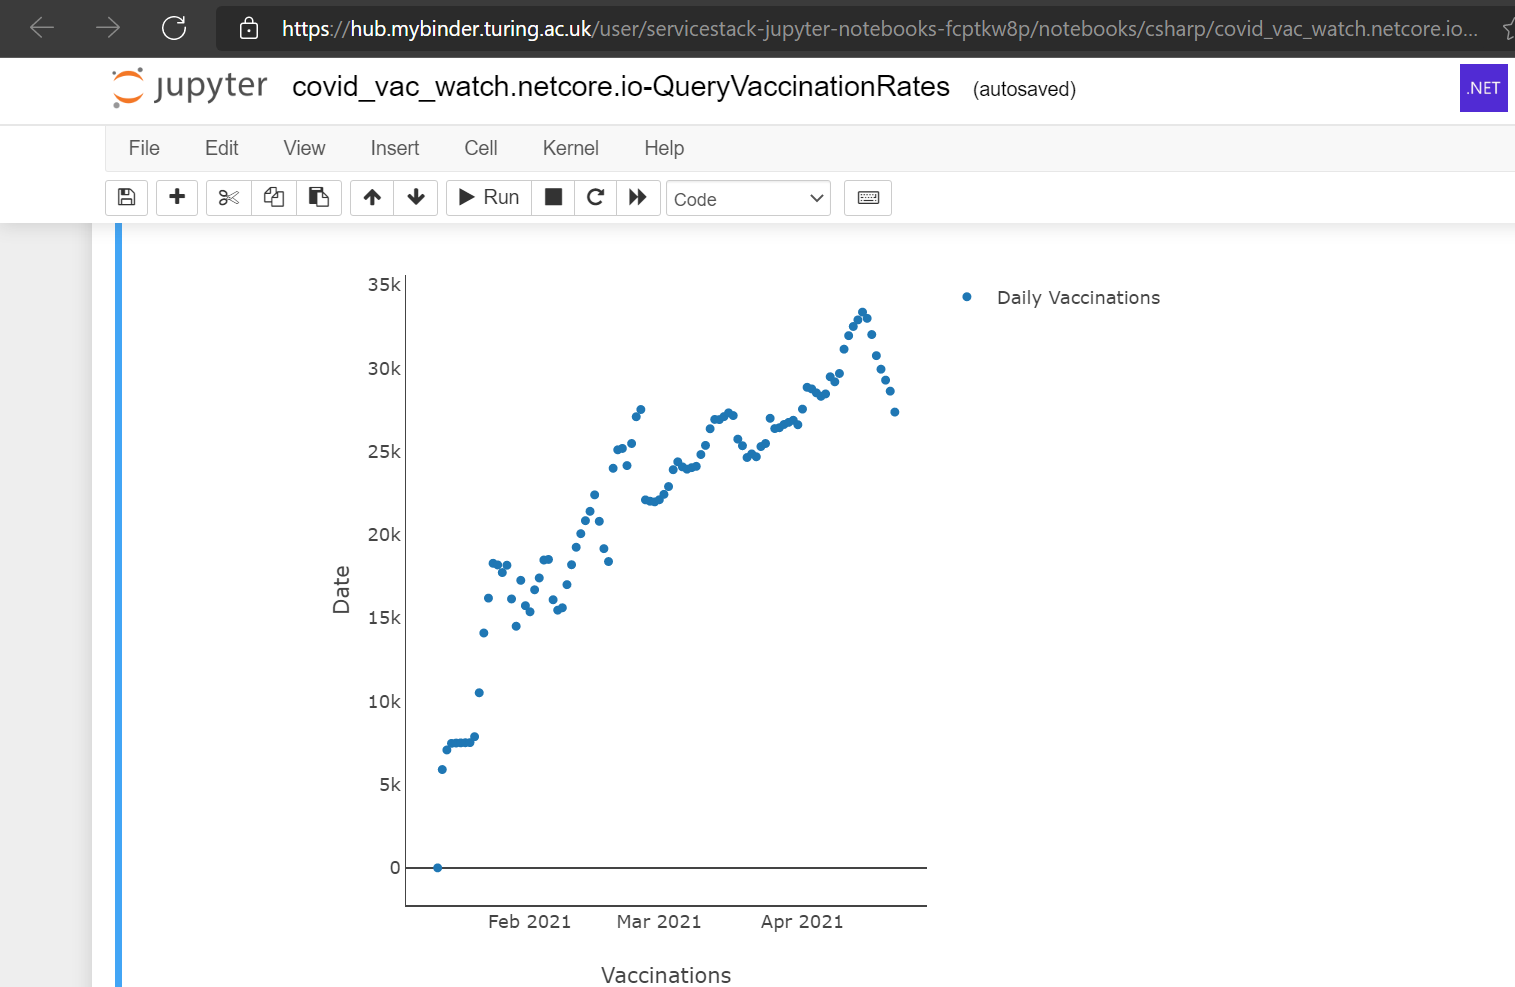 https://hub.mybinder.turing.ac.uk/user/servicestack-jupyter-notebooks-fcptkw8p/notebooks/csharp/covid_vac_watch.netcore.io...
jupyter covid_vac_watch.netcore.io-QueryVaccinationRates (autosaved) .NET
File Edit View Insert Cell Kernel Help
Run Code
35k
Daily Vaccinations
30k
25k
20k
Date
15k
10k
5k
0
Feb 2021 Mar 2021 Apr 2021
Vaccinations